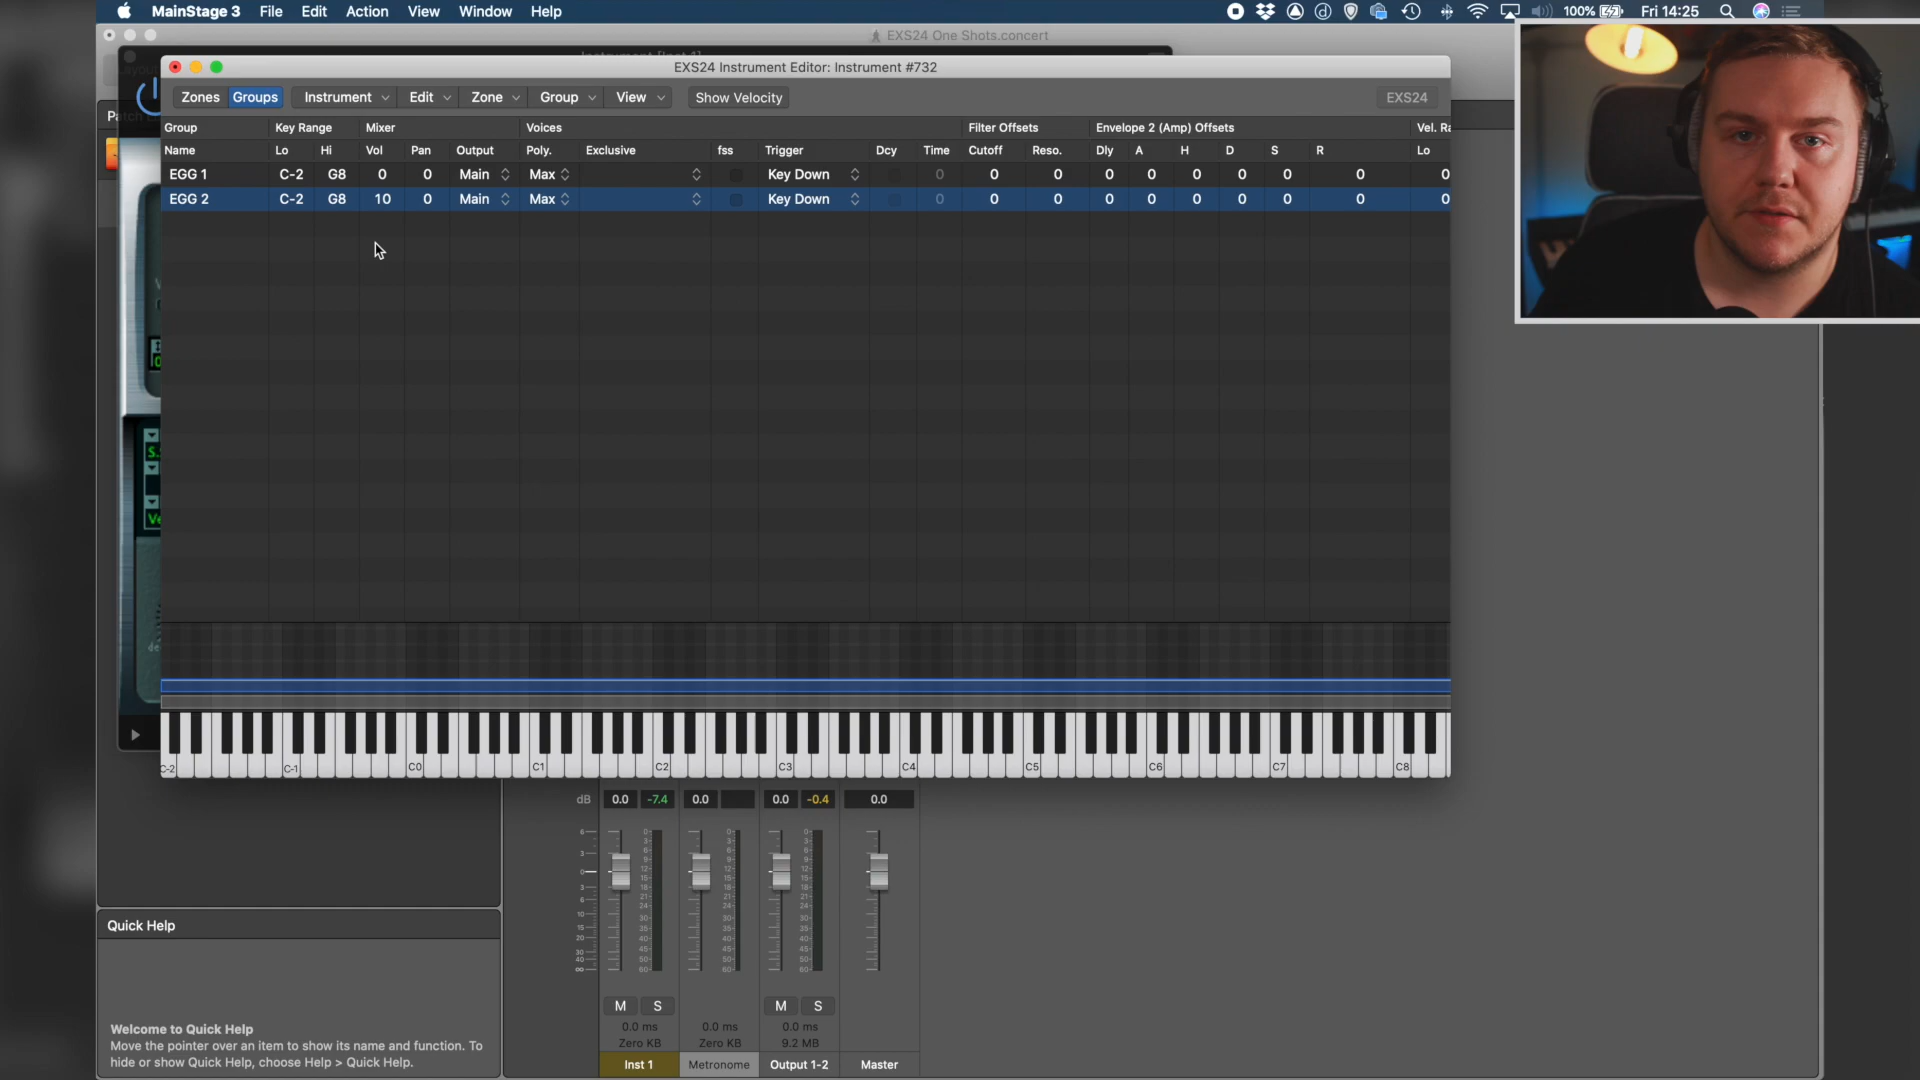 MainStage 3 File Edit Action View Window Help 100% Fri 14:25
EXS24 One Shots.concert
EXS24 Instrument Editor: Instrument #732
Zones Groups Instrument Edit Zone Group View Show Velocity EXS24
Group Key Range Mixer Voices Filter Offsets Envelope 2 (Amp) Offsets Vel.
Name Lo Hi Vol Pan Output Poly. Exclusive fss Trigger Dcy Time Cutoff Reso. Dly A H D S R Lo
EGG 1 C-2 G8 0 0 Main Max Key Down 0 0 0 0 0 0 0 0 0 0
EGG 2 C-2 G8 10 0 Main Max Key Down 0 0 0 0 0 0 0 0 0 0
C-2 C-1 C0 C1 C2 C3 C4 C5 C6 C7 C8
dB 0.0 -7.4 0.0 0.0 -0.4 0.0
M S M S
0.0 ms 0.0 ms 0.0 ms
Zero KB Zero KB 9.2 MB
Inst 1 Metronome Output 1-2 Master
Quick Help
Welcome to Quick Help
Move the pointer over an item to show its name and function. To
hide or show Quick Help, choose Help > Quick Help.